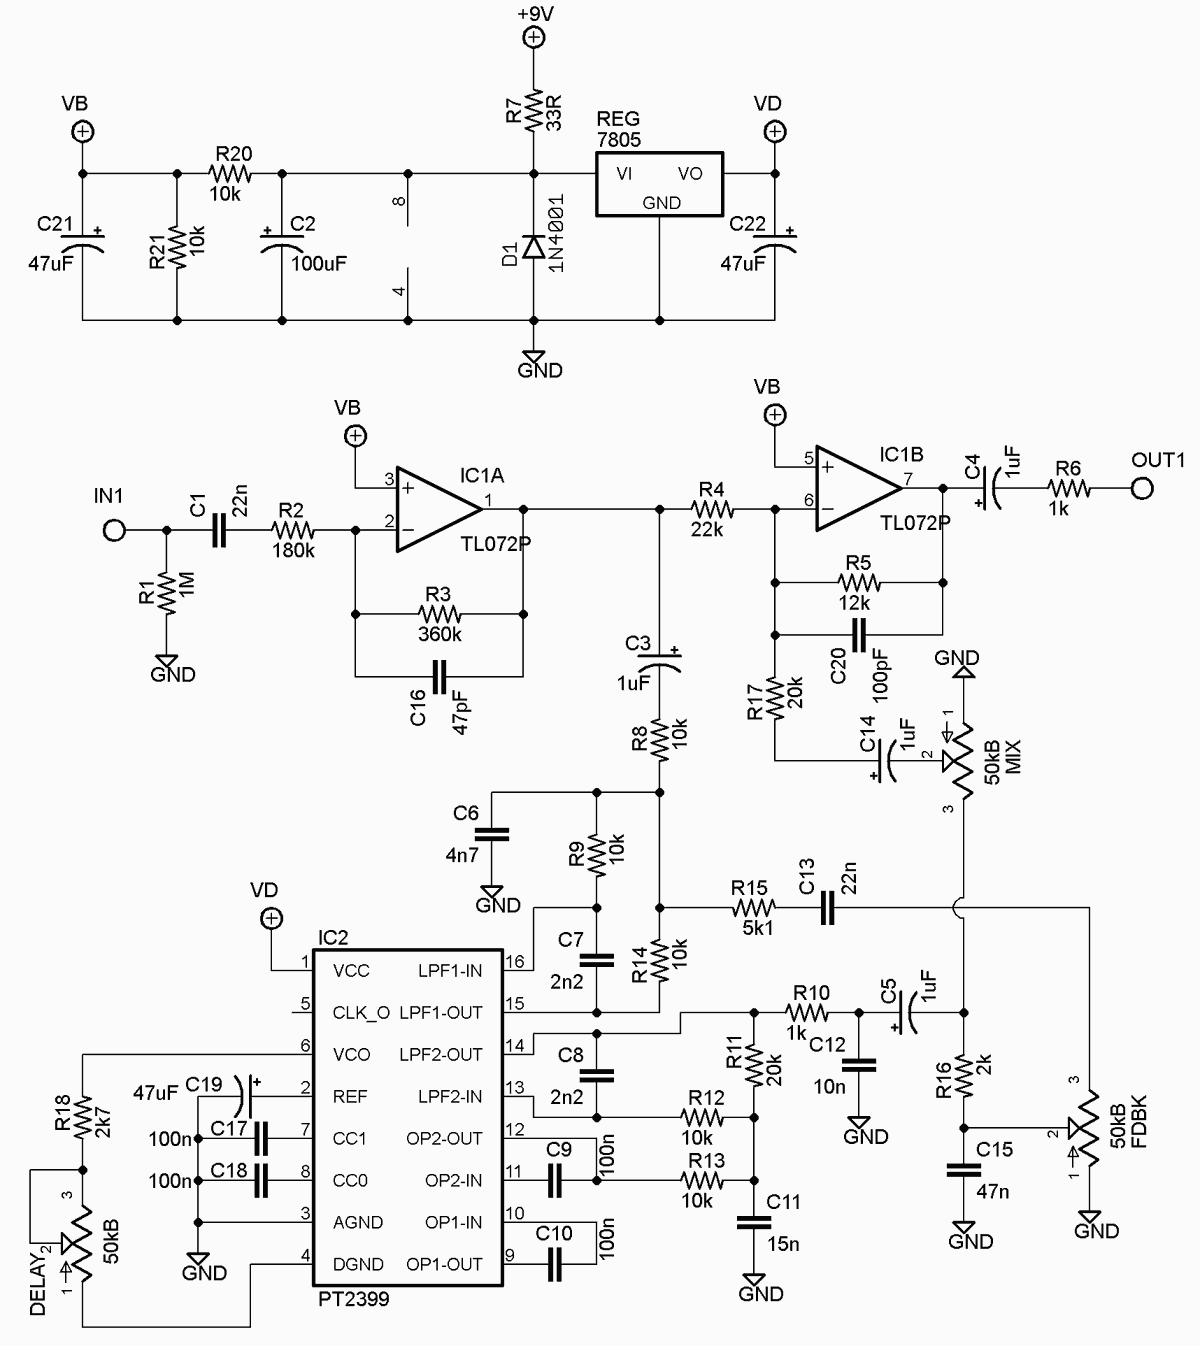 +9V
VB
R7
33R
REG
7805
VD
R20
10k
VI
VO
GND
C21
+
47uF
R21
10k
+
C2
100uF
8
4
D1
1N4001
C22
+
47uF
GND
VB
VB
IN1
C1
22n
R2
180k
3
+
2
−
IC1A
1
TL072P
R1
1M
GND
R3
360k
C16
47pF
R4
22k
5
+
6
−
IC1B
7
TL072P
C4
+
1uF
R6
1k
OUT1
R5
12k
C20
100pF
C3
+
1uF
R8
10k
R17
20k
C14
+
1uF
GND
1
2
3
50kB
MIX
C6
4n7
GND
R9
10k
R15
5k1
C13
22n
VD
IC2
C7
2n2
R14
10k
1
VCC
LPF1-IN
16
5
CLK_O
LPF1-OUT
15
6
VCO
LPF2-OUT
14
2
REF
LPF2-IN
13
7
CC1
OP2-OUT
12
8
CC0
OP2-IN
11
3
AGND
OP1-IN
10
4
DGND
OP1-OUT
9
PT2399
47uF
C19
+
100n
C17
100n
C18
GND
R18
2k7
3
2
1
50kB
DELAY
C8
2n2
C9
100n
C10
100n
R12
10k
R13
10k
R11
20k
R10
1k
C12
10n
GND
C5
+
1uF
C11
15n
GND
R16
2k
C15
47n
GND
3
2
1
50kB
FDBK
GND